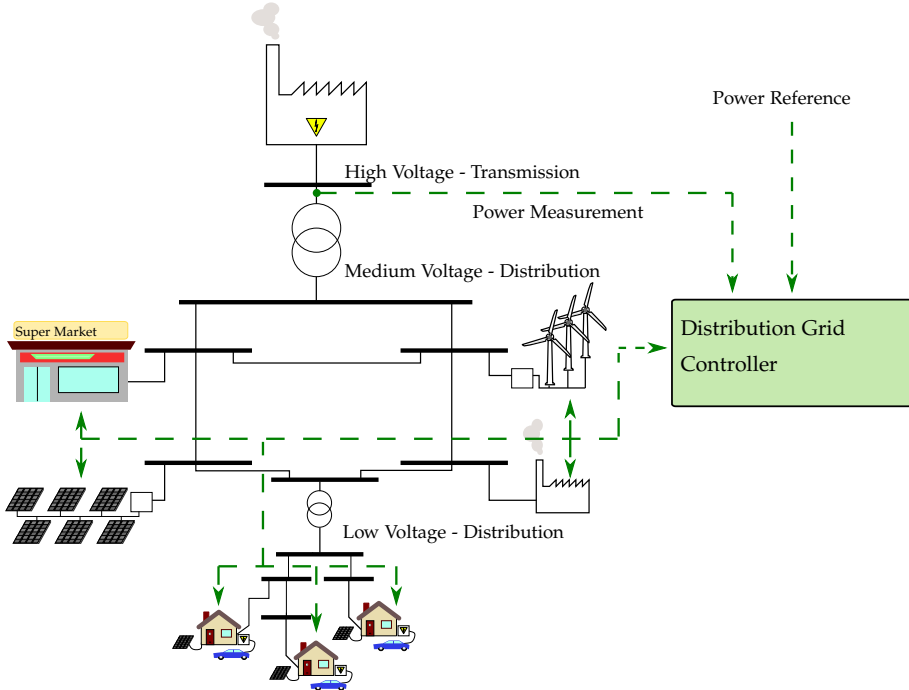 Power Reference
High Voltage - Transmission
Power Measurement
Medium Voltage - Distribution
Super Market
Distribution Grid
Controller
Low Voltage - Distribution